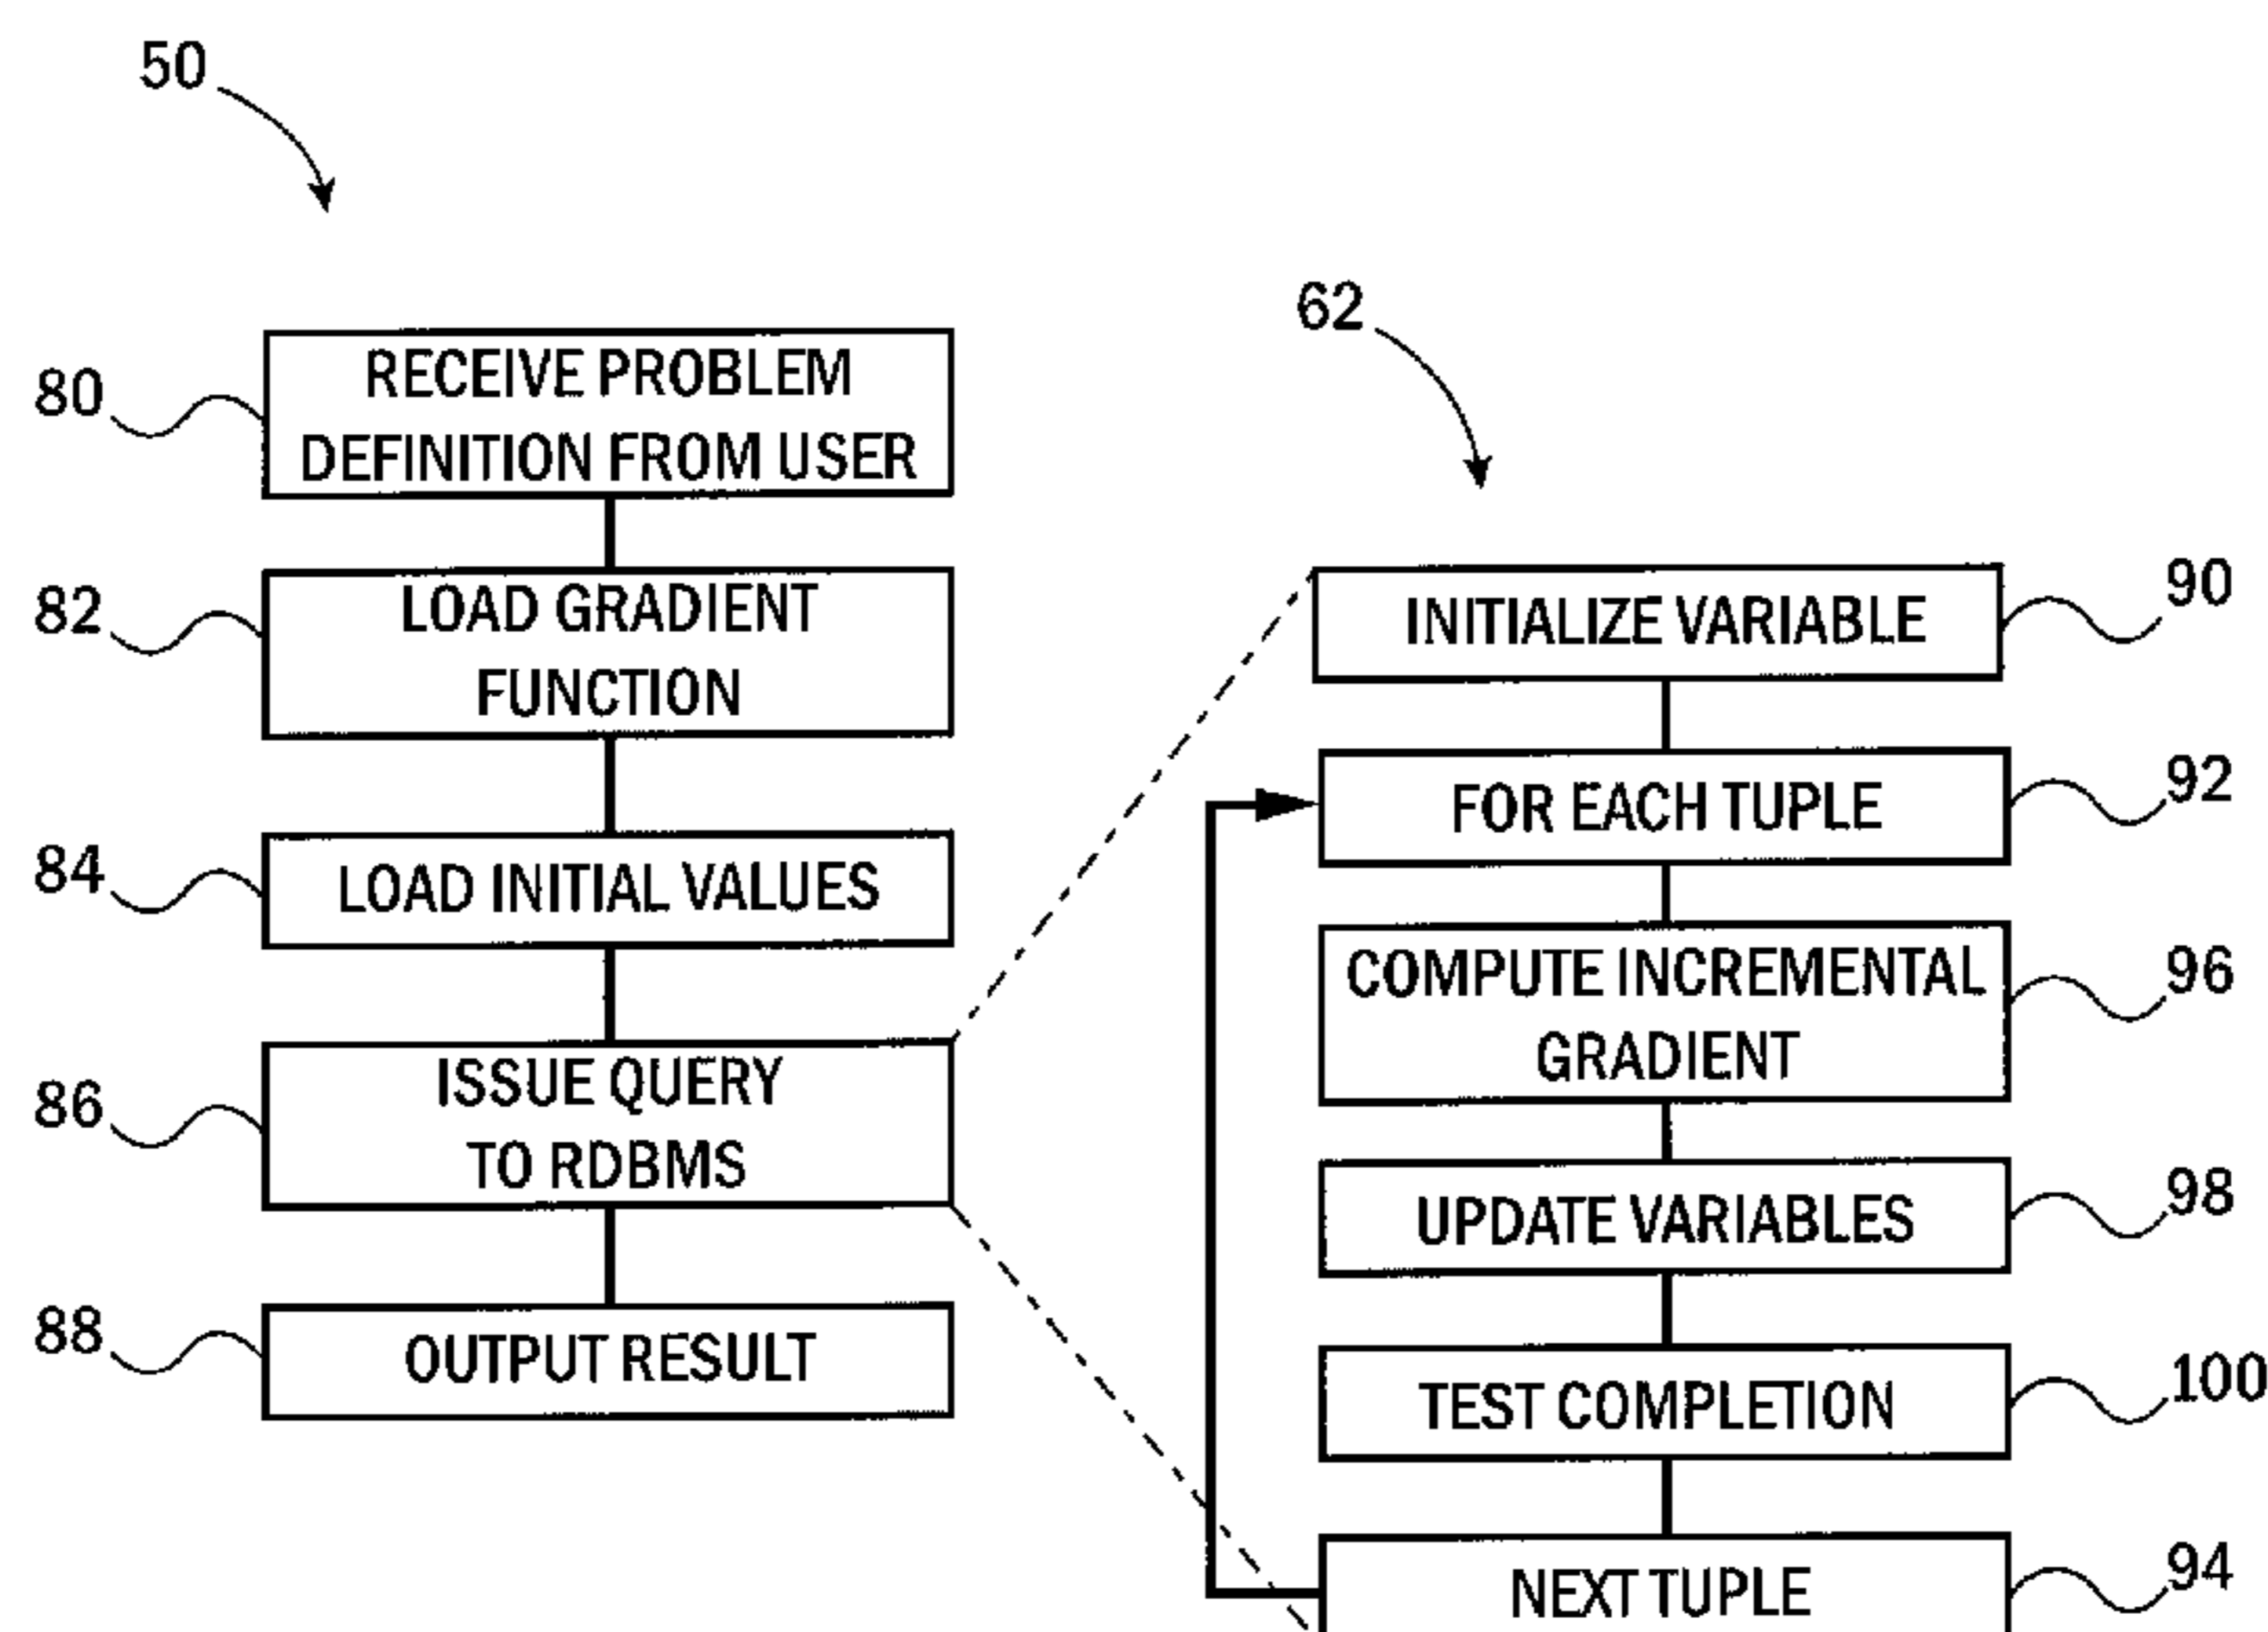 50
80
RECEIVE PROBLEM
DEFINITION FROM USER
82
LOAD GRADIENT
FUNCTION
84
LOAD INITIAL VALUES
86
ISSUE QUERY
TO RDBMS
88
OUTPUT RESULT
62
INITIALIZE VARIABLE
90
FOR EACH TUPLE
92
COMPUTE INCREMENTAL
GRADIENT
96
UPDATE VARIABLES
98
TEST COMPLETION
100
NEXT TUPLE
94